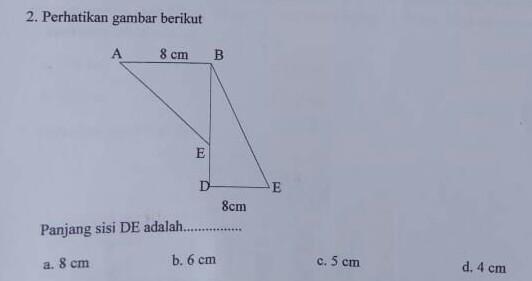 2. Perhatikan gambar berikut
A 8 cm B
E
D E
8cm
Panjang sisi DE adalah................
a. 8 cm b. 6 cm c. 5 cm d. 4 cm